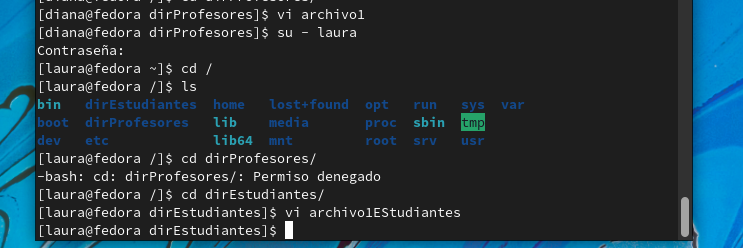 [diana@fedora dirProfesores]$ vi archivo1
[diana@fedora dirProfesores]$ su - laura
Contraseña:
[laura@fedora ~]$ cd /
[laura@fedora /]$ ls
bin dirEstudiantes home lost+found opt run sys var
boot dirProfesores lib media proc sbin tmp
dev etc lib64 mnt root srv usr
[laura@fedora /]$ cd dirProfesores/
-bash: cd: dirProfesores/: Permiso denegado
[laura@fedora /]$ cd dirEstudiantes/
[laura@fedora dirEstudiantes]$ vi archivo1EStudiantes
[laura@fedora dirEstudiantes]$